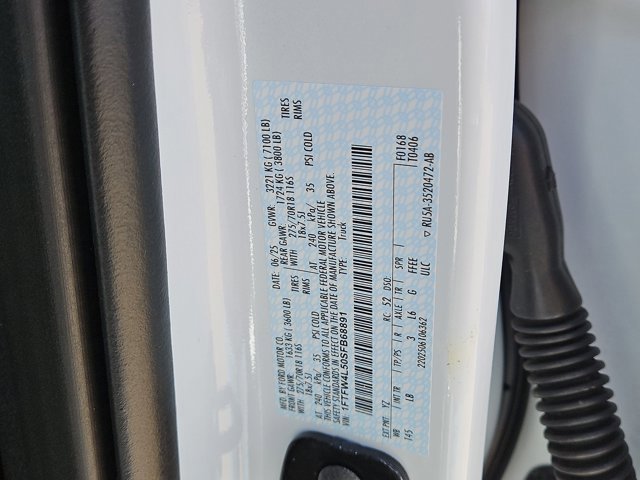 MFD. BY FORD MOTOR CO.
DATE: 06/25 GVWR: 3221 KG ( 7100 LB)
FRONT GAWR: 1633 KG ( 3600 LB) REAR GAWR: 1724 KG ( 3800 LB)
WITH 275/70R18 116S TIRES WITH 275/70R18 116S TIRES
18x7.5J RIMS 18x7.5J RIMS
AT 240 kPa/ 35 PSI COLD AT 240 kPa/ 35 PSI COLD
THIS VEHICLE CONFORMS TO ALL APPLICABLE FEDERAL MOTOR VEHICLE
SAFETY STANDARDS IN EFFECT ON THE DATE OF MANUFACTURE SHOWN ABOVE.
VIN: 1FTFW4L50SFB68891 TYPE: Truck
EXT PNT: YZ RC: 52 DSO: F0168
WB INT TR TP/PS R AXLE TR SPR T0406
145 LB 3 L6 G FFEE
2202506106362 ULC ▽ RU5A-3520472-AB